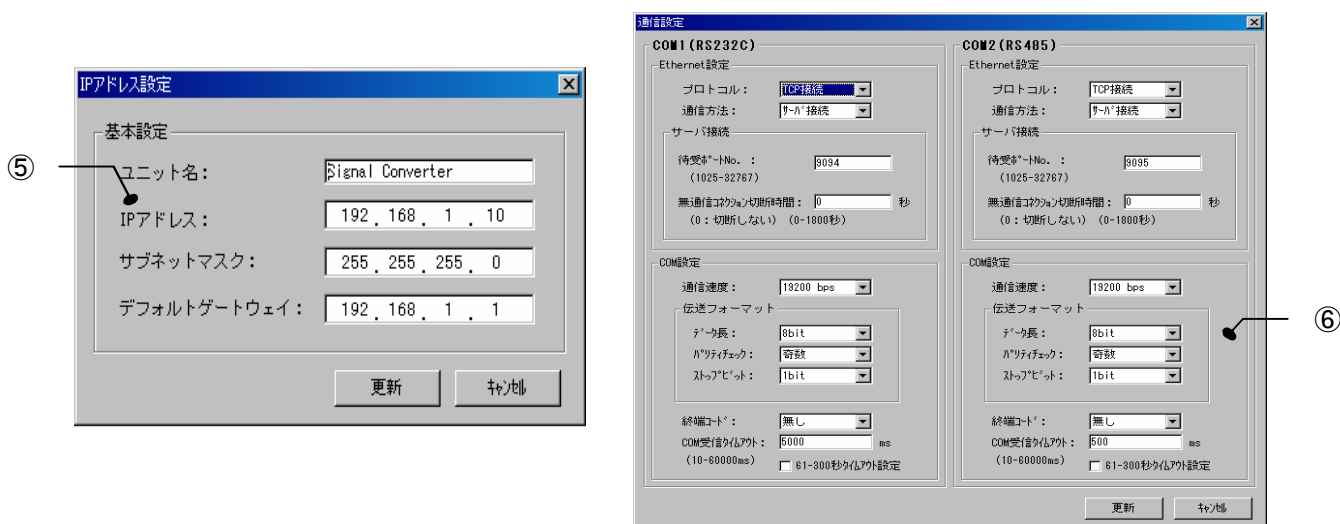 ⑤
IPアドレス設定
基本設定
ユニット名:
Signal Converter
IPアドレス:
192.168.1.10
サブネットマスク:
255.255.255.0
デフォルトゲートウェイ:
192.168.1.1
更新
ｷｬﾝｾﾙ
通信設定
COM1(RS232C)
Ethernet設定
プロトコル:
TCP接続
通信方法:
ｻｰﾊﾞ接続
サーバ接続
待受ﾎﾟｰﾄNo. :
9094
(1025-32767)
無通信ｺﾈｸｼｮﾝ切断時間:
0
秒
(0:切断しない) (0-1800秒)
COM設定
通信速度:
19200 bps
伝送フォーマット
ﾃﾞｰﾀ長:
8bit
ﾊﾟﾘﾃｨﾁｪｯｸ:
奇数
ｽﾄｯﾌﾟﾋﾞｯﾄ:
1bit
終端ｺｰﾄﾞ:
無し
COM受信ﾀｲﾑｱｳﾄ:
5000
ms
(10-60000ms)
61-300秒ﾀｲﾑｱｳﾄ設定
COM2(RS485)
Ethernet設定
プロトコル:
TCP接続
通信方法:
ｻｰﾊﾞ接続
サーバ接続
待受ﾎﾟｰﾄNo. :
9095
(1025-32767)
無通信ｺﾈｸｼｮﾝ切断時間:
0
秒
(0:切断しない) (0-1800秒)
COM設定
通信速度:
19200 bps
伝送フォーマット
ﾃﾞｰﾀ長:
8bit
ﾊﾟﾘﾃｨﾁｪｯｸ:
奇数
ｽﾄｯﾌﾟﾋﾞｯﾄ:
1bit
終端ｺｰﾄﾞ:
無し
COM受信ﾀｲﾑｱｳﾄ:
500
ms
(10-60000ms)
61-300秒ﾀｲﾑｱｳﾄ設定
更新
ｷｬﾝｾﾙ
⑥